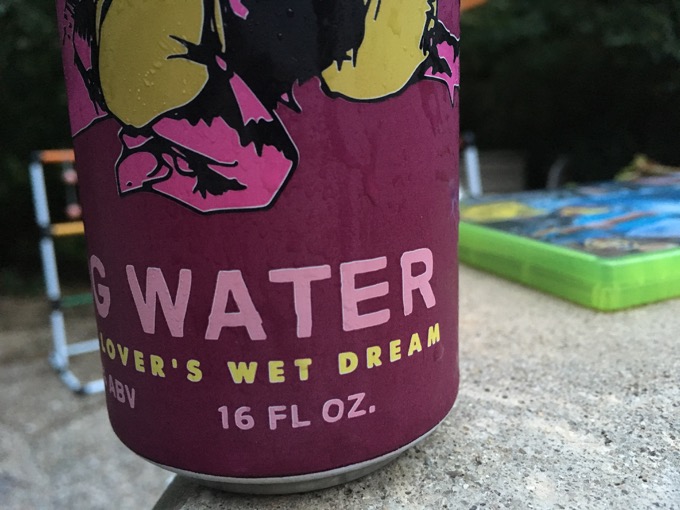 G WATER
LOVER'S WET DREAM
ABV
16 FL OZ.